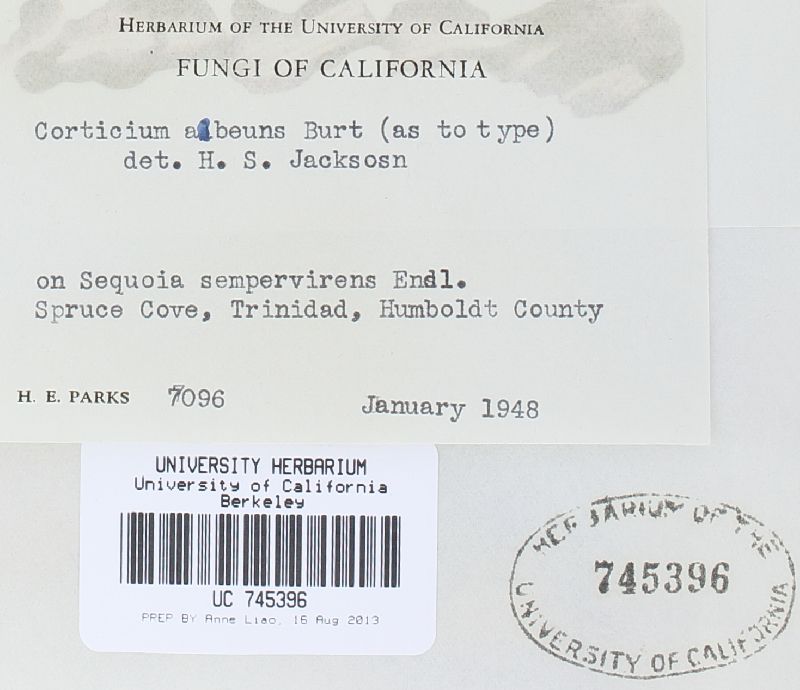 HERBARIUM OF THE UNIVERSITY OF CALIFORNIA
FUNGI OF CALIFORNIA
Corticium albeuns Burt (as to type)
det. H. S. Jacksosn
on Sequoia sempervirens Endl.
Spruce Cove, Trinidad, Humboldt County
H. E. PARKS 7096 January 1948
UNIVERSITY HERBARIUM
University of California
Berkeley
UC 745396
PREP BY Anne Liao, 16 Aug 2013
HERBARIUM OF THE
745396
UNIVERSITY OF CALIFORNIA